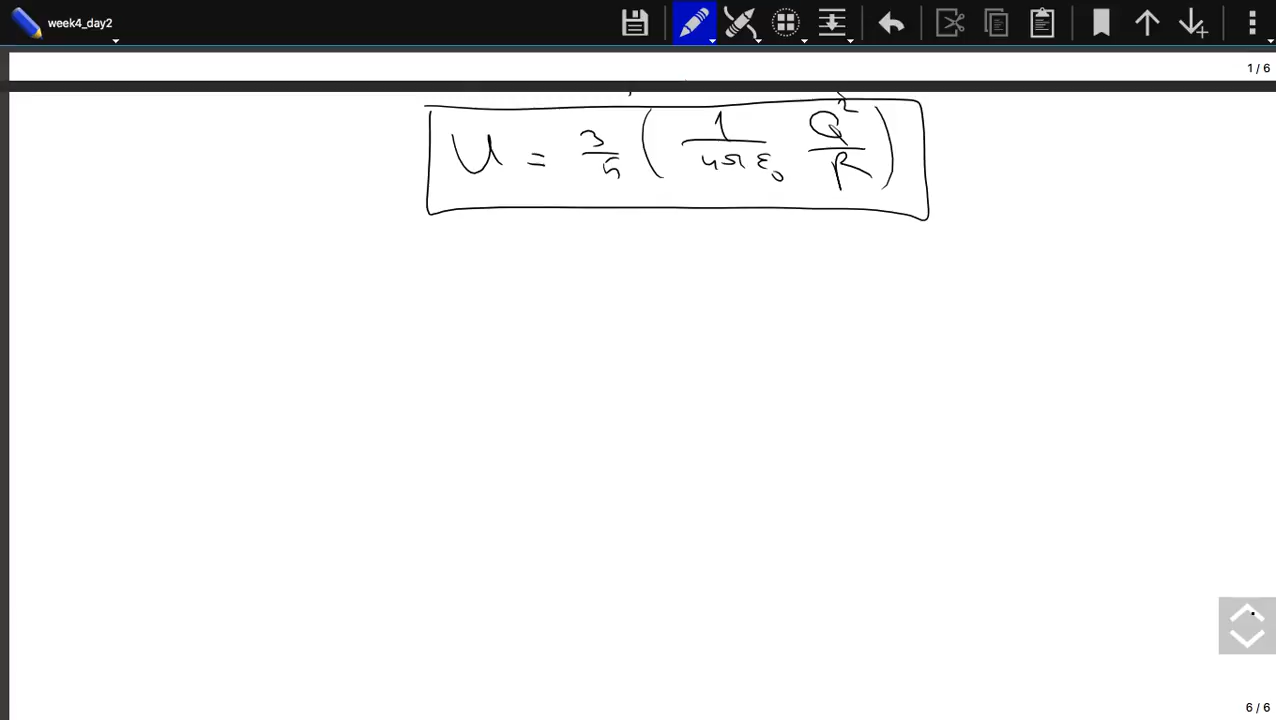 week4_day2
1 / 6
U = 3/5 ( 1/4πε₀ Q²/R )
6 / 6